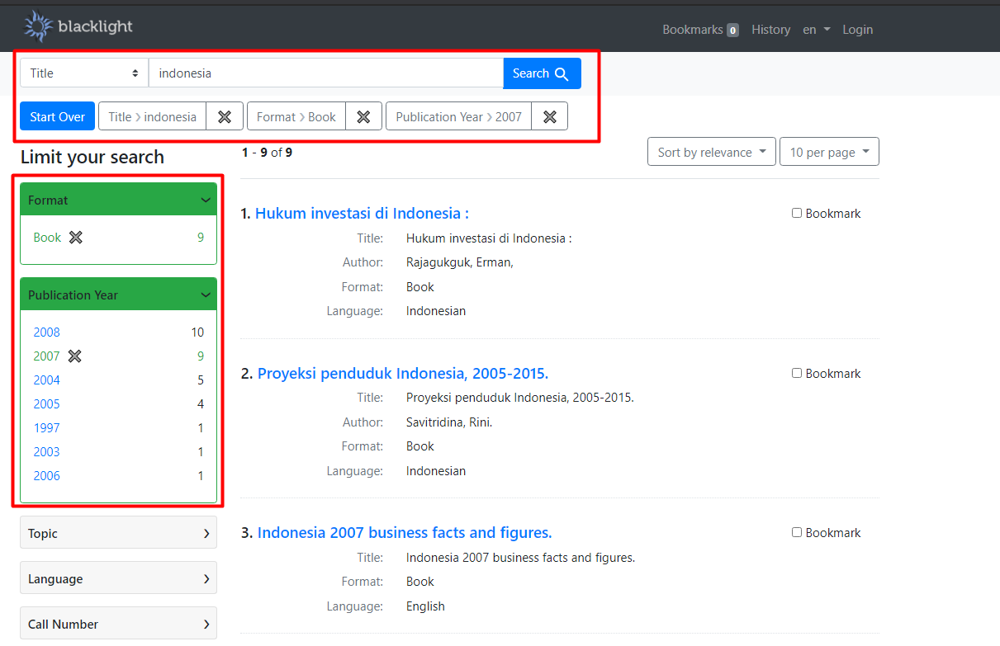 blacklight
Bookmarks 0 History en Login
Title indonesia Search
Start Over Title indonesia Format Book Publication Year 2007
Limit your search
1 - 9 of 9 Sort by relevance 10 per page
Format
Book 9
Publication Year
2008 10
2007 9
2004 5
2005 4
1997 1
2003 1
2006 1
Topic
Language
Call Number
1. Hukum investasi di Indonesia : Bookmark
Title: Hukum investasi di Indonesia :
Author: Rajagukguk, Erman,
Format: Book
Language: Indonesian
2. Proyeksi penduduk Indonesia, 2005-2015. Bookmark
Title: Proyeksi penduduk Indonesia, 2005-2015.
Author: Savitridina, Rini.
Format: Book
Language: Indonesian
3. Indonesia 2007 business facts and figures. Bookmark
Title: Indonesia 2007 business facts and figures.
Format: Book
Language: English